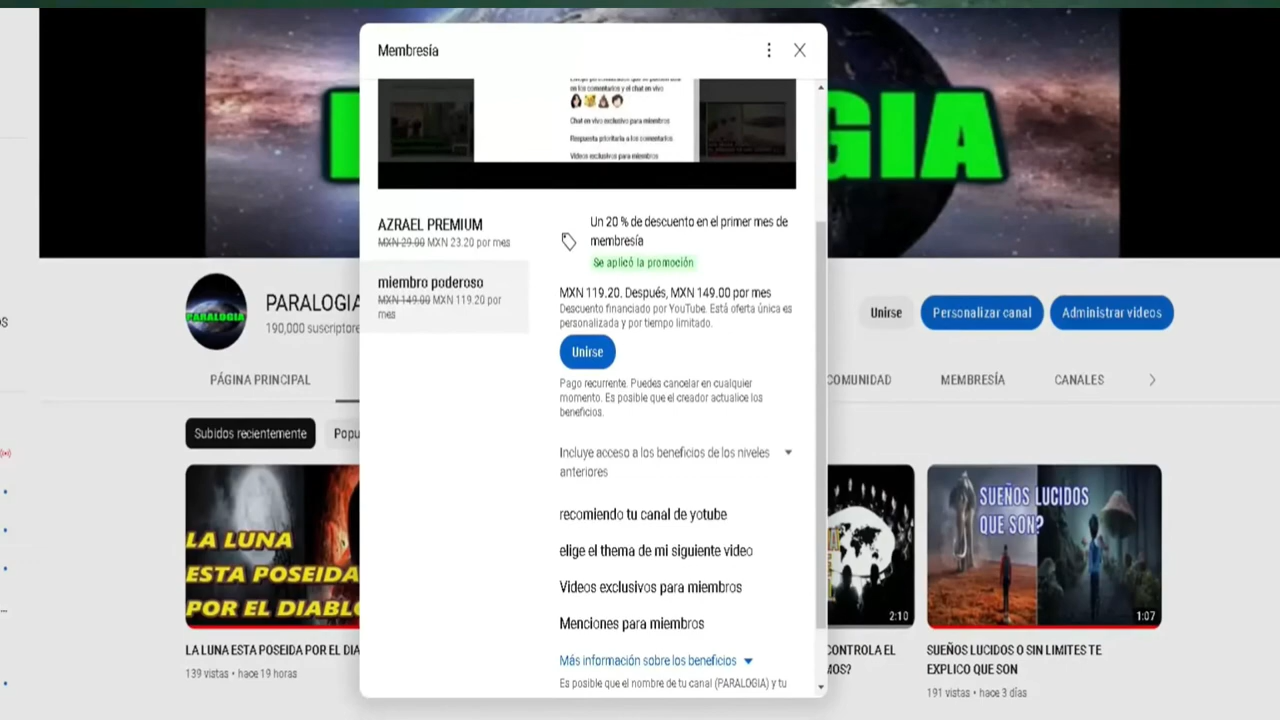 Membresía
en los comentarios y el chat en vivo
Chat en vivo exclusivo para miembros
Respuesta prioritaria a los comentarios
Videos exclusivos para miembros
GIA
AZRAEL PREMIUM
MXN 29.00 MXN 23.20 por mes
miembro poderoso
MXN 149.00 MXN 119.20 por
mes
Un 20 % de descuento en el primer mes de
membresía
Se aplicó la promoción
MXN 119.20. Después, MXN 149.00 por mes
Descuento financiado por YouTube. Esta oferta única es
personalizada y por tiempo limitado.
Unirse
Pago recurrente. Puedes cancelar en cualquier
momento. Es posible que el creador actualice los
beneficios.
Incluye acceso a los beneficios de los niveles
anteriores
recomiendo tu canal de yotube
elige el thema de mi siguiente video
Videos exclusivos para miembros
Menciones para miembros
Más información sobre los beneficios
Es posible que el nombre de tu canal (PARALOGIA) y tu
PARALOGIA
PARALOGIA
190,000 suscriptore
Unirse
Personalizar canal
Administrar videos
PÁGINA PRINCIPAL
COMUNIDAD
MEMBRESÍA
CANALES
Subidos recientemente
Popu
LA LUNA
ESTA POSEIDA
POR EL DIABLO
LA LUNA ESTA POSEIDA POR EL DIA
139 vistas • hace 19 horas
2:10
CONTROLA EL
MOS?
SUEÑOS LUCIDOS
QUE SON?
1:07
SUEÑOS LUCIDOS O SIN LIMITES TE
EXPLICO QUE SON
191 vistas • hace 3 días